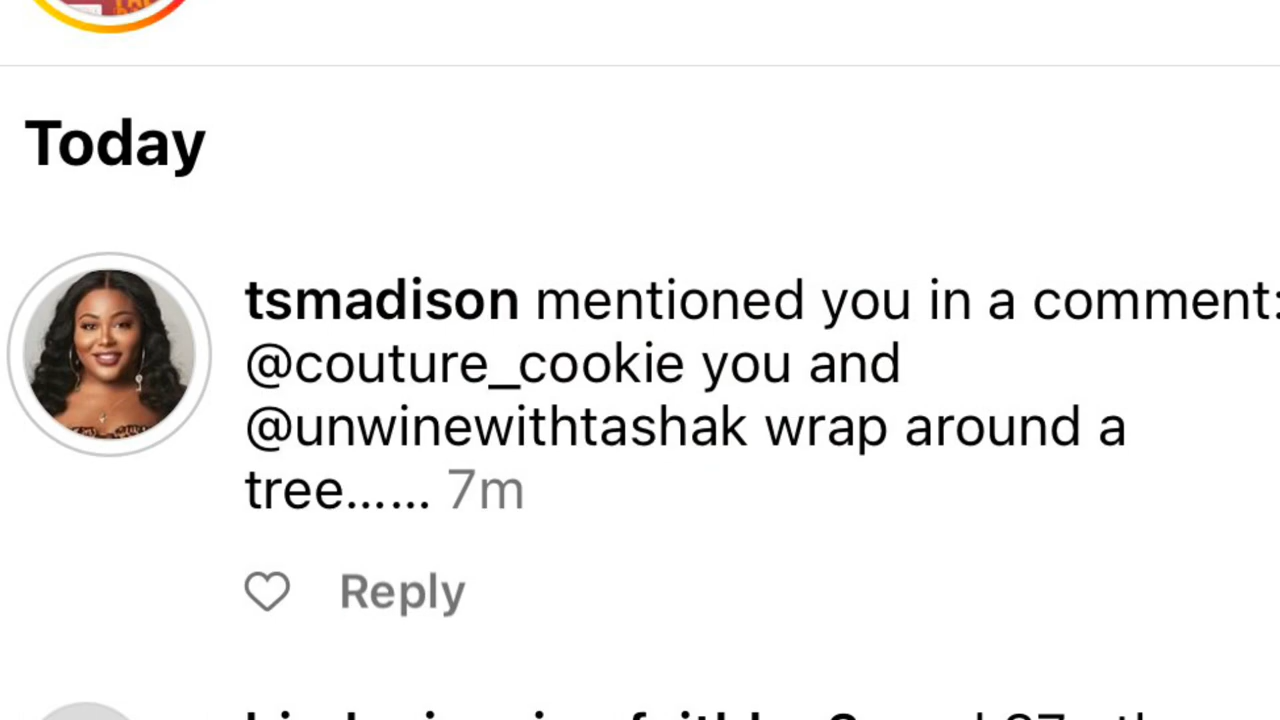 Today
tsmadison mentioned you in a comment:
@couture_cookie you and
@unwinewithtashak wrap around a
tree...... 7m
Reply